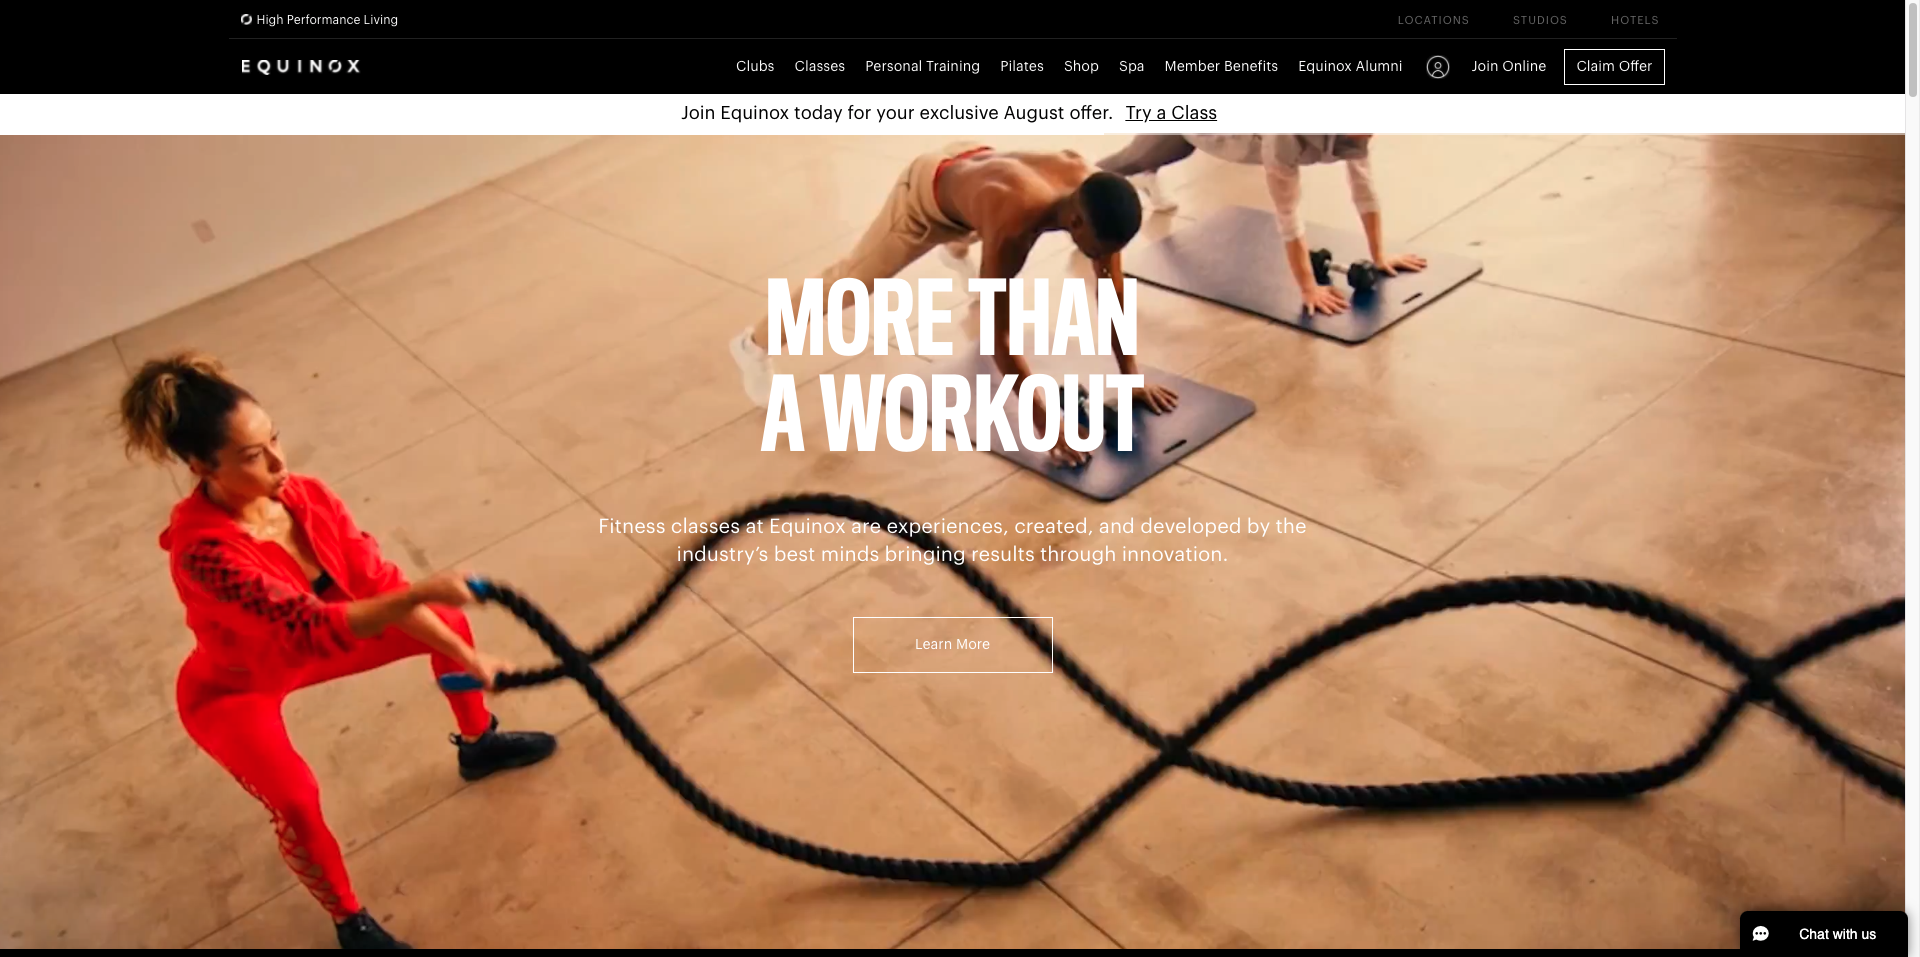 High Performance Living
LOCATIONS STUDIOS HOTELS
EQUINOX
Clubs Classes Personal Training Pilates Shop Spa Member Benefits Equinox Alumni Join Online Claim Offer
Join Equinox today for your exclusive August offer. Try a Class
MORE THAN
A WORKOUT
Fitness classes at Equinox are experiences, created, and developed by the
industry’s best minds bringing results through innovation.
Learn More
Chat with us